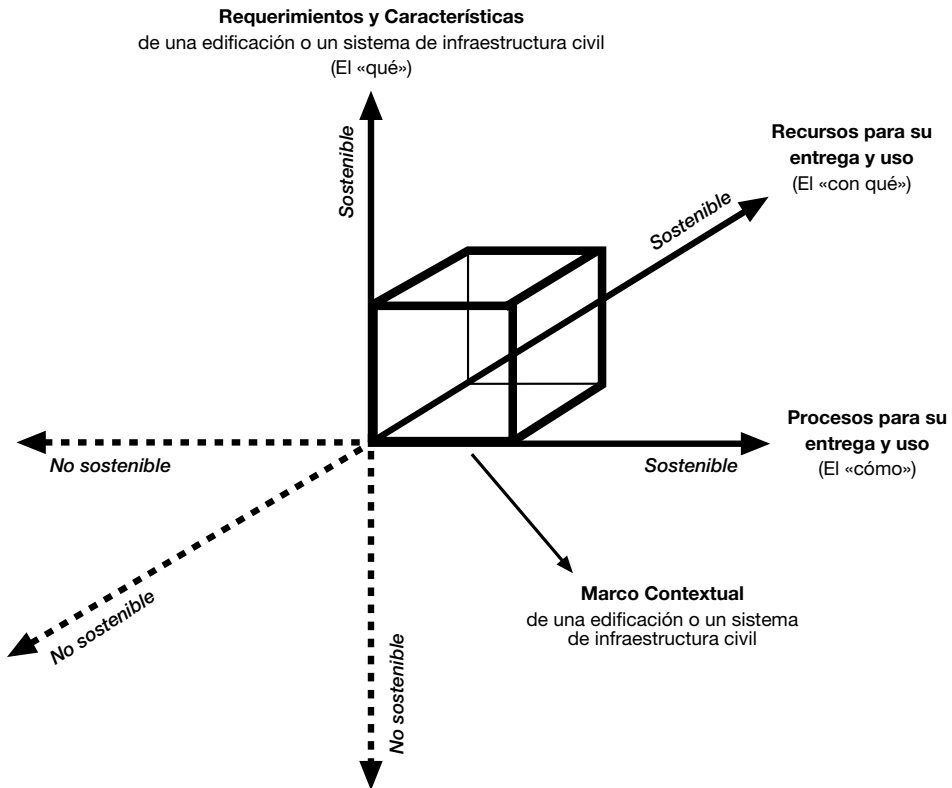 Requerimientos y Características
de una edificación o un sistema de infraestructura civil
(El «qué»)
Sostenible
Recursos para su
entrega y uso
(El «con qué»)
Sostenible
Procesos para su
entrega y uso
(El «cómo»)
Sostenible
No sostenible
No sostenible
No sostenible
Marco Contextual
de una edificación o un sistema
de infraestructura civil